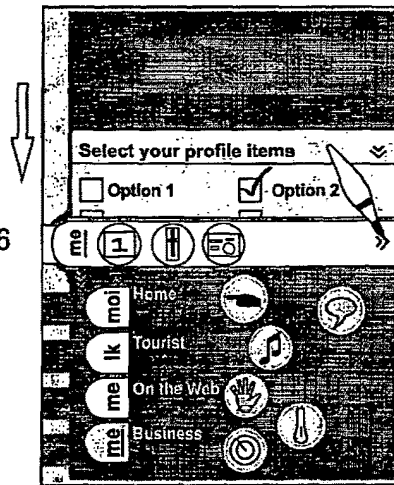 Select your profile items
Option 1 Option 2
6
me
moi Home
lk Tourist
me On the Web
me Business